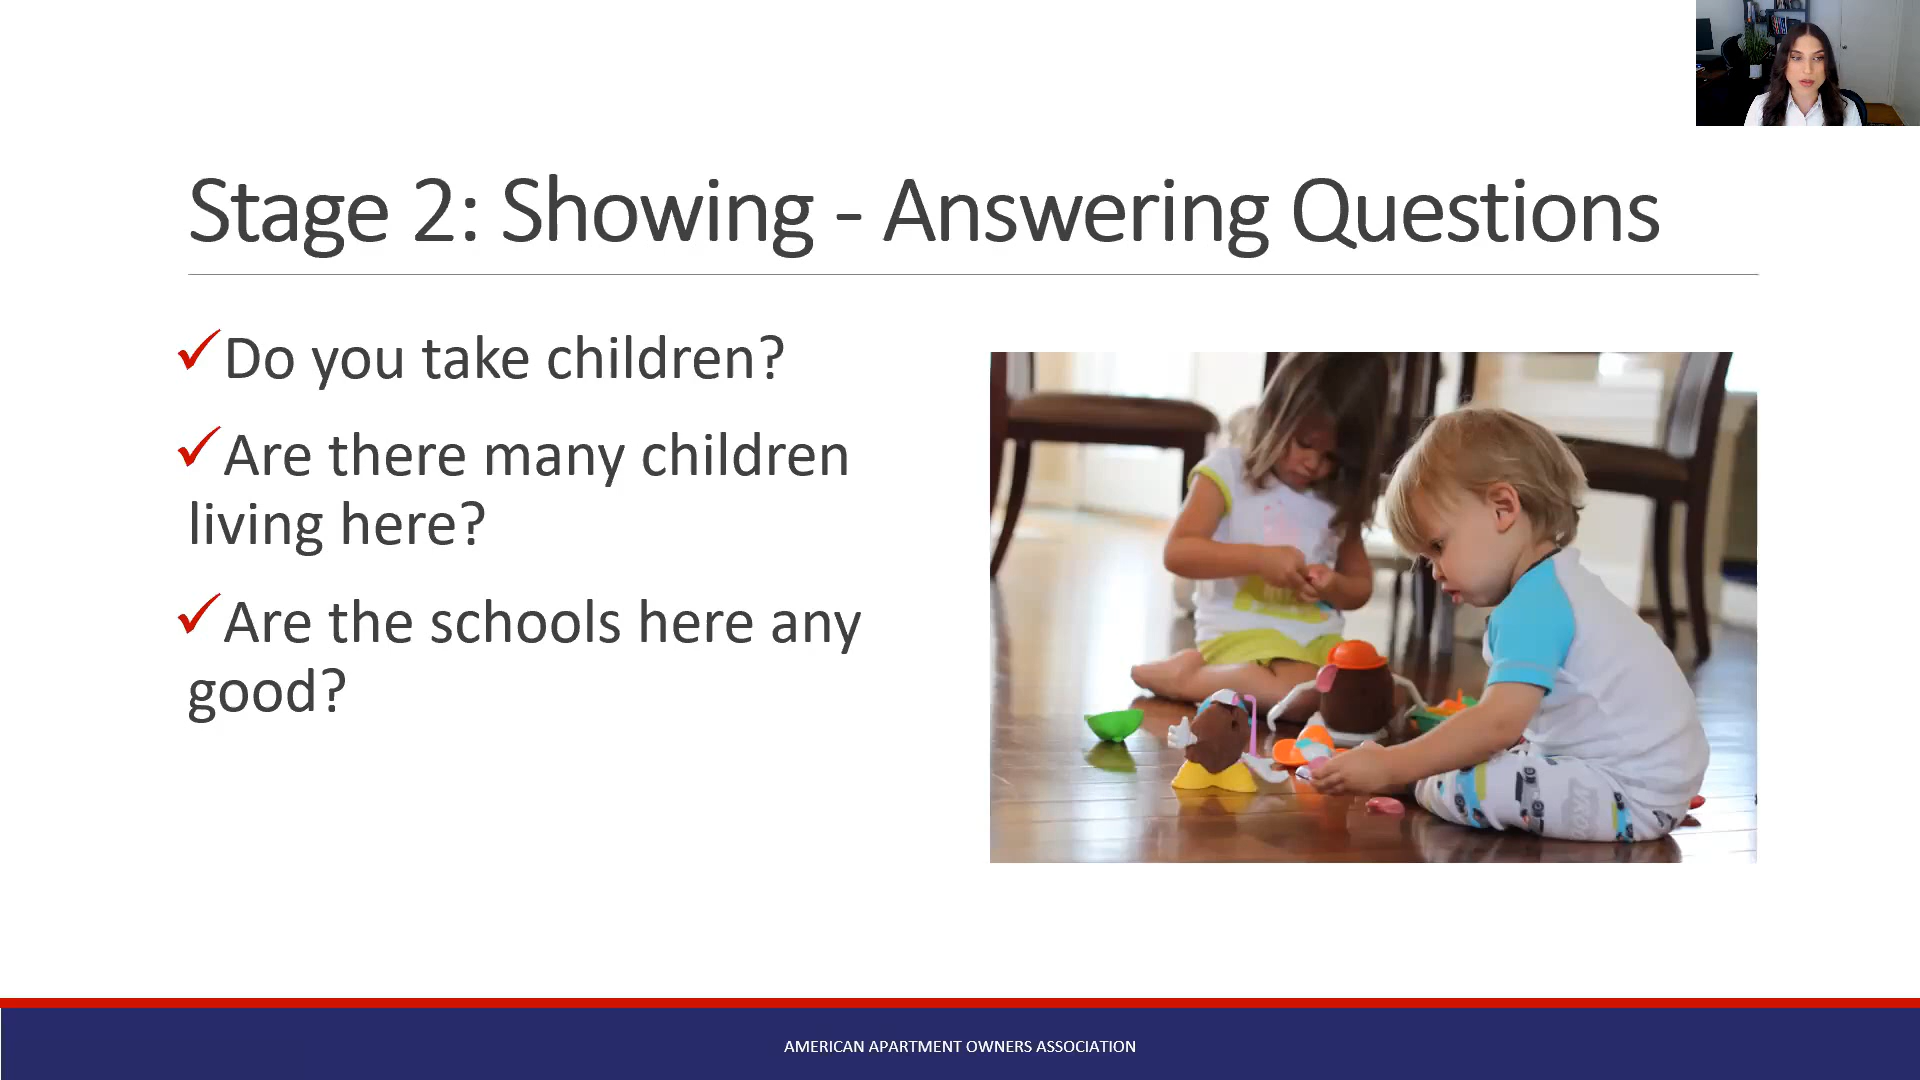 Stage 2: Showing - Answering Questions
Do you take children?
Are there many children
living here?
Are the schools here any
good?
AMERICAN APARTMENT OWNERS ASSOCIATION